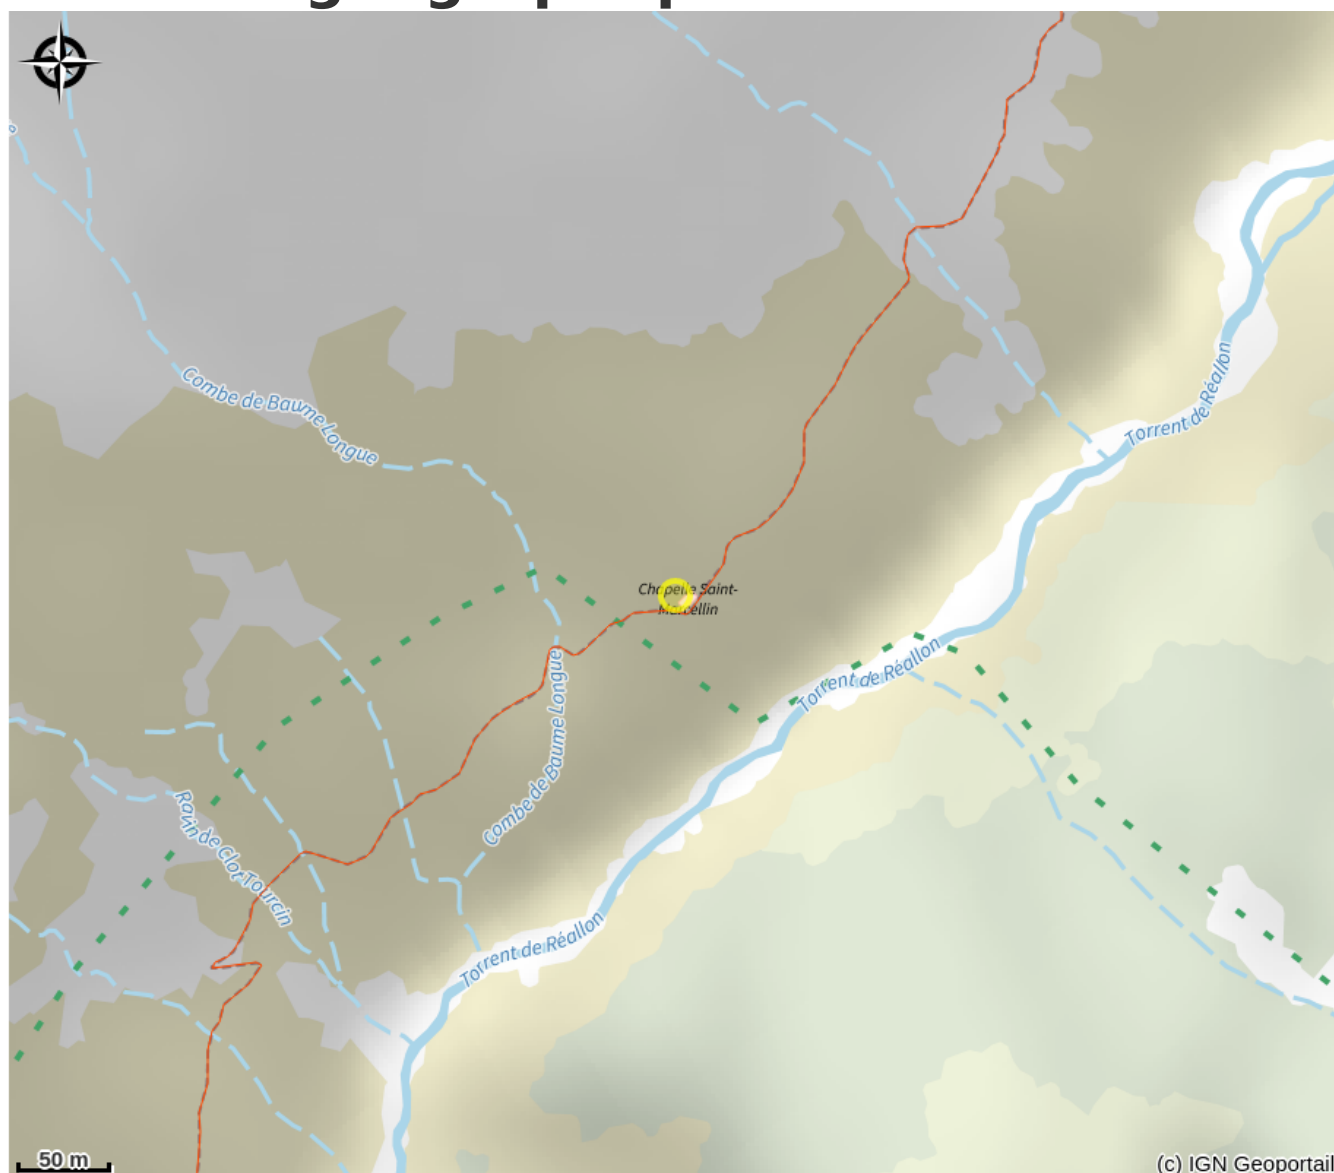 Combe de Baume Longue
Torrent de Réallon
Chapelle Saint-
Marcellin
Torrent de Réallon
Combe de Baume Longue
Ravin de Clot Tourcin
Torrent de Réallon
50 m
(c) IGN Geoportail